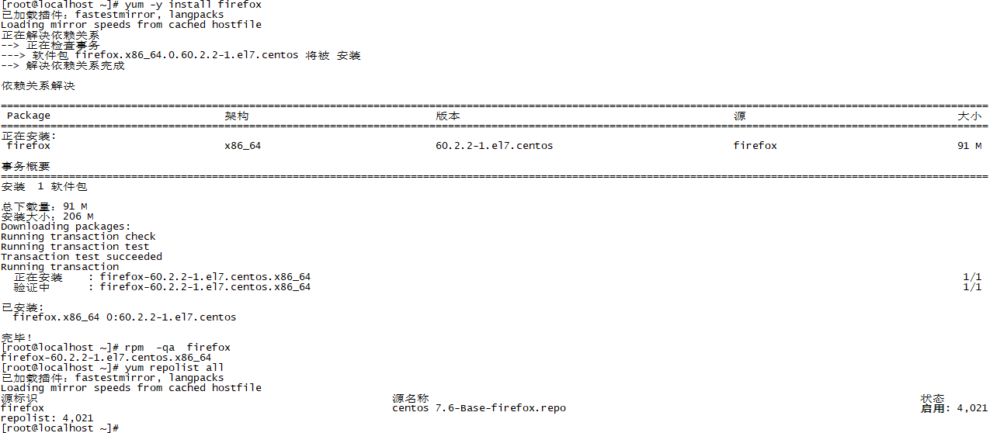 [root@localhost ~]# yum -y install firefox
已加载插件：fastestmirror, langpacks
Loading mirror speeds from cached hostfile
正在解决依赖关系
--> 正在检查事务
---> 软件包 firefox.x86_64.0.60.2.2-1.el7.centos 将被 安装
--> 解决依赖关系完成
依赖关系解决
================================================================================
Package 架构 版本 源 大小
================================================================================
正在安装:
firefox x86_64 60.2.2-1.el7.centos firefox 91 M
事务概要
================================================================================
安装  1 软件包
总下载量：91 M
安装大小：206 M
Downloading packages:
Running transaction check
Running transaction test
Transaction test succeeded
Running transaction
  正在安装    : firefox-60.2.2-1.el7.centos.x86_64 1/1
  验证中      : firefox-60.2.2-1.el7.centos.x86_64 1/1
已安装:
  firefox.x86_64 0:60.2.2-1.el7.centos
完毕！
[root@localhost ~]# rpm  -qa  firefox
firefox-60.2.2-1.el7.centos.x86_64
[root@localhost ~]# yum repolist all
已加载插件：fastestmirror, langpacks
Loading mirror speeds from cached hostfile
源标识 源名称 状态
firefox centos 7.6-Base-firefox.repo 启用: 4,021
repolist: 4,021
[root@localhost ~]#